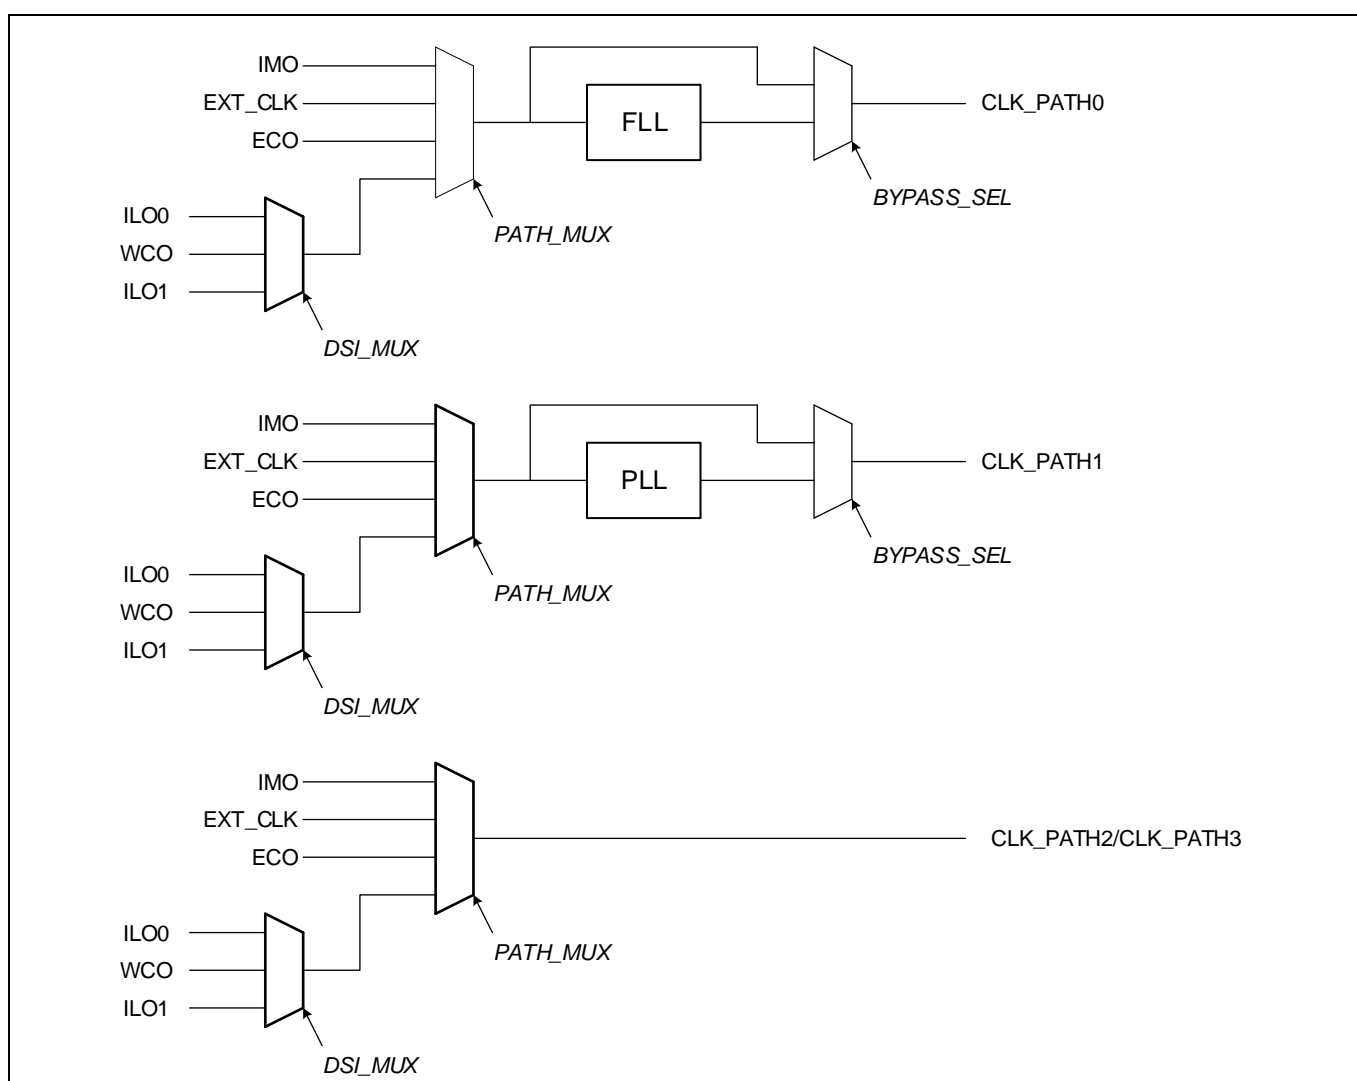 IMO
EXT_CLK
ECO
FLL
CLK_PATH0
BYPASS_SEL
ILO0
WCO
ILO1
PATH_MUX
DSI_MUX
IMO
EXT_CLK
ECO
PLL
CLK_PATH1
BYPASS_SEL
ILO0
WCO
ILO1
PATH_MUX
DSI_MUX
IMO
EXT_CLK
ECO
CLK_PATH2/CLK_PATH3
ILO0
WCO
ILO1
PATH_MUX
DSI_MUX